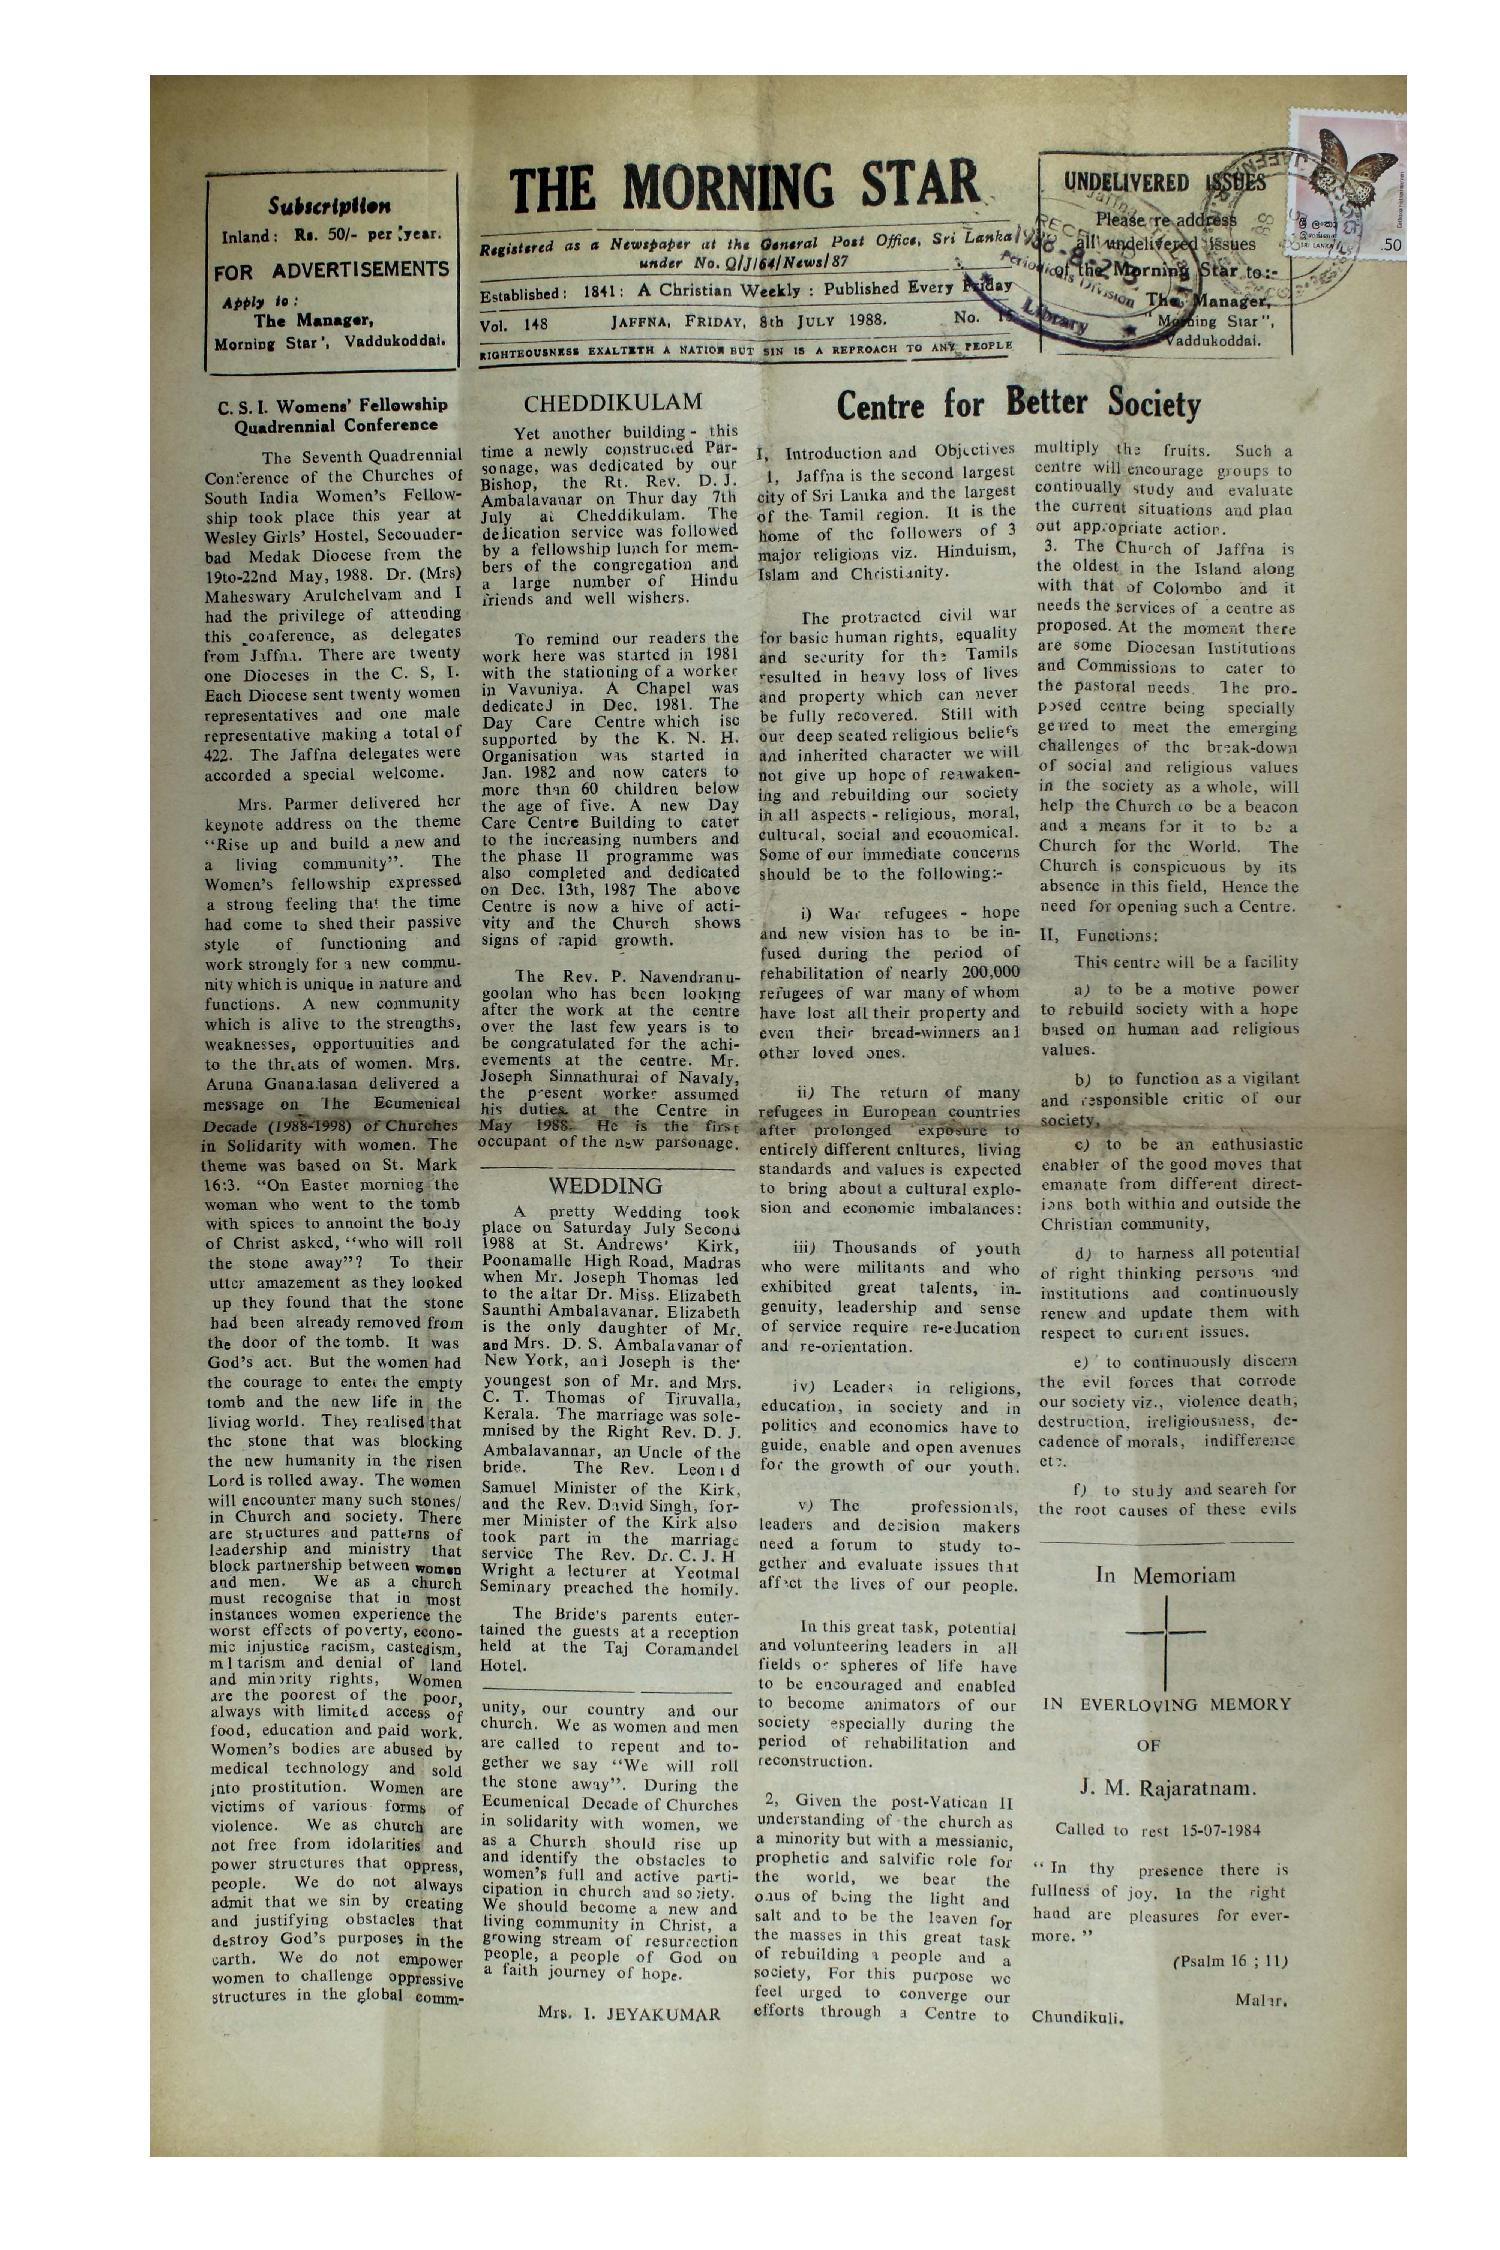 Subscription
Inland: Rs. 50/- per year.
FOR ADVERTISEMENTS
Apply to:
The Manager,
Morning Star', Vaddukoddai.
THE MORNING STAR
Registered as a Newspaper at the General Post Office, Sri Lanka
under No. Q/J/64/News/87
Established: 1841: A Christian Weekly : Published Every Friday
Vol. 148 JAFFNA, FRIDAY, 8th JULY 1988. No. 15
RIGHTEOUSNESS EXALTETH A NATION BUT SIN IS A REPROACH TO ANY PEOPLE
UNDELIVERED ISSUES
Please re address
all undelivered issues
of the Morning Star to:-
The Manager,
"Morning Star",
Vaddukoddai.
Periodicals Division
Library
.50
C. S. I. Womens' Fellowship
Quadrennial Conference
The Seventh Quadrennial
Conference of the Churches of
South India Women's Fellow-
ship took place this year at
Wesley Girls' Hostel, Secounder-
bad Medak Diocese from the
19to-22nd May, 1988. Dr. (Mrs)
Maheswary Arulchelvam and I
had the privilege of attending
this conference, as delegates
from Jaffna. There are twenty
one Dioceses in the C. S, I.
Each Diocese sent twenty women
representatives and one male
representative making a total of
422. The Jaffna delegates were
accorded a special welcome.
Mrs. Parmer delivered her
keynote address on the theme
"Rise up and build a new and
a living community". The
Women's fellowship expressed
a strong feeling that the time
had come to shed their passive
style of functioning and
work strongly for a new commu-
nity which is unique in nature and
functions. A new community
which is alive to the strengths,
weaknesses, opportunities and
to the threats of women. Mrs.
Aruna Gnanadasan delivered a
message on The Ecumenical
Decade (1988-1998) of Churches
in Solidarity with women. The
theme was based on St. Mark
16:3. "On Easter morning the
woman who went to the tomb
with spices to annoint the body
of Christ asked, "who will roll
the stone away"? To their
utter amazement as they looked
up they found that the stone
had been already removed from
the door of the tomb. It was
God's act. But the women had
the courage to enter the empty
tomb and the new life in the
living world. They realised that
the stone that was blocking
the new humanity in the risen
Lord is rolled away. The women
will encounter many such stones/
in Church and society. There
are structures and patterns of
leadership and ministry that
block partnership between women
and men. We as a church
must recognise that in most
instances women experience the
worst effects of poverty, econo-
mic injustice racism, castedism,
mltarism and denial of land
and minority rights, Women
are the poorest of the poor,
always with limited access of
food, education and paid work.
Women's bodies are abused by
medical technology and sold
into prostitution. Women are
victims of various forms of
violence. We as church are
not free from idolarities and
power structures that oppress,
people. We do not always
admit that we sin by creating
and justifying obstacles that
destroy God's purposes in the
earth. We do not empower
women to challenge oppressive
structures in the global comm-
CHEDDIKULAM
Yet another building - this
time a newly constructed Par-
sonage, was dedicated by our
Bishop, the Rt. Rev. D. J.
Ambalavanar on Thur day 7th
July at Cheddikulam. The
dedication service was followed
by a fellowship lunch for mem-
bers of the congregation and
a large number of Hindu
friends and well wishers.
To remind our readers the
work here was started in 1981
with the stationing of a worker
in Vavuniya. A Chapel was
dedicated in Dec. 1981. The
Day Care Centre which isc
supported by the K. N. H.
Organisation was started in
Jan. 1982 and now caters to
more than 60 children below
the age of five. A new Day
Care Centre Building to cater
to the increasing numbers and
the phase II programme was
also completed and dedicated
on Dec. 13th, 1987 The above
Centre is now a hive of acti-
vity and the Church shows
signs of rapid growth.
The Rev. P. Navendranu-
goolan who has been looking
after the work at the centre
over the last few years is to
be congratulated for the achi-
evements at the centre. Mr.
Joseph Sinnathurai of Navaly,
the present worker assumed
his duties at the Centre in
May 1988. He is the first
occupant of the new parsonage.
WEDDING
A pretty Wedding took
place on Saturday July Second
1988 at St. Andrews' Kirk,
Poonamalle High Road, Madras
when Mr. Joseph Thomas led
to the altar Dr. Miss. Elizabeth
Saunthi Ambalavanar. Elizabeth
is the only daughter of Mr.
and Mrs. D. S. Ambalavanar of
New York, and Joseph is the
youngest son of Mr. and Mrs.
C. T. Thomas of Tiruvalla,
Kerala. The marriage was sole-
mnised by the Right Rev. D. J.
Ambalavannar, an Uncle of the
bride. The Rev. Leonid
Samuel Minister of the Kirk,
and the Rev. David Singh, for-
mer Minister of the Kirk also
took part in the marriage
service The Rev. Dr. C. J. H
Wright a lecturer at Yeotmal
Seminary preached the homily.
The Bride's parents enter-
tained the guests at a reception
held at the Taj Coramandel
Hotel.
unity, our country and our
church. We as women and men
are called to repent and to-
gether we say "We will roll
the stone away". During the
Ecumenical Decade of Churches
in solidarity with women, we
as a Church should rise up
and identify the obstacles to
women's full and active parti-
cipation in church and society.
We should become a new and
living community in Christ, a
growing stream of resurrection
people, a people of God on
a faith journey of hope.
Mrs. I. JEYAKUMAR
Centre for Better Society
I, Introduction and Objectives
1, Jaffna is the second largest
city of Sri Lanka and the largest
of the Tamil region. It is the
home of the followers of 3
major religions viz. Hinduism,
Islam and Christianity.
The protracted civil war
for basic human rights, equality
and security for the Tamils
resulted in heavy loss of lives
and property which can never
be fully recovered. Still with
our deep seated religious beliefs
and inherited character we will
not give up hope of reawaken-
ing and rebuilding our society
in all aspects - religious, moral,
cultural, social and economical.
Some of our immediate concerns
should be to the following:-
i) War refugees - hope
and new vision has to be in-
fused during the period of
rehabilitation of nearly 200,000
refugees of war many of whom
have lost all their property and
even their bread-winners and
other loved ones.
ii) The return of many
refugees in European countries
after prolonged exposure to
entirely different cnltures, living
standards and values is expected
to bring about a cultural explo-
sion and economic imbalances:
iii) Thousands of youth
who were militants and who
exhibited great talents, in-
genuity, leadership and sense
of service require re-education
and re-orientation.
iv) Leaders in religions,
education, in society and in
politics and economics have to
guide, enable and open avenues
for the growth of our youth.
v) The professionals,
leaders and decision makers
need a forum to study to-
gether and evaluate issues that
affect the lives of our people.
In this great task, potential
and volunteering leaders in all
fields or spheres of life have
to be encouraged and enabled
to become animators of our
society especially during the
period of rehabilitation and
reconstruction.
2, Given the post-Vatican II
understanding of the church as
a minority but with a messianic,
prophetic and salvific role for
the world, we bear the
onus of being the light and
salt and to be the leaven for
the masses in this great task
of rebuilding a people and a
society, For this purpose we
feel urged to converge our
efforts through a Centre to
multiply the fruits. Such a
centre will encourage groups to
continually study and evaluate
the current situations and plan
out appropriate action.
3. The Church of Jaffna is
the oldest in the Island along
with that of Colombo and it
needs the services of a centre as
proposed. At the moment there
are some Diocesan Institutions
and Commissions to cater to
the pastoral needs. The pro-
posed centre being specially
geared to meet the emerging
challenges of the break-down
of social and religious values
in the society as a whole, will
help the Church to be a beacon
and a means for it to be a
Church for the World. The
Church is conspicuous by its
absence in this field, Hence the
need for opening such a Centre.
II, Functions:
This centre will be a facility
a) to be a motive power
to rebuild society with a hope
based on human and religious
values.
b) to function as a vigilant
and responsible critic of our
society,
c) to be an enthusiastic
enabler of the good moves that
emanate from different direct-
ions both within and outside the
Christian community,
d) to harness all potential
of right thinking persons and
institutions and continuously
renew and update them with
respect to current issues.
e) to continuously discern
the evil forces that corrode
our society viz., violence death,
destruction, ireligiousness, de-
cadence of morals, indifference
etc.
f) to study and search for
the root causes of these evils
In Memoriam
IN EVERLOVING MEMORY
OF
J. M. Rajaratnam.
Called to rest 15-07-1984
"In thy presence there is
fullness of joy. In the right
hand are pleasures for ever-
more."
(Psalm 16 ; 11)
Malar.
Chundikuli.